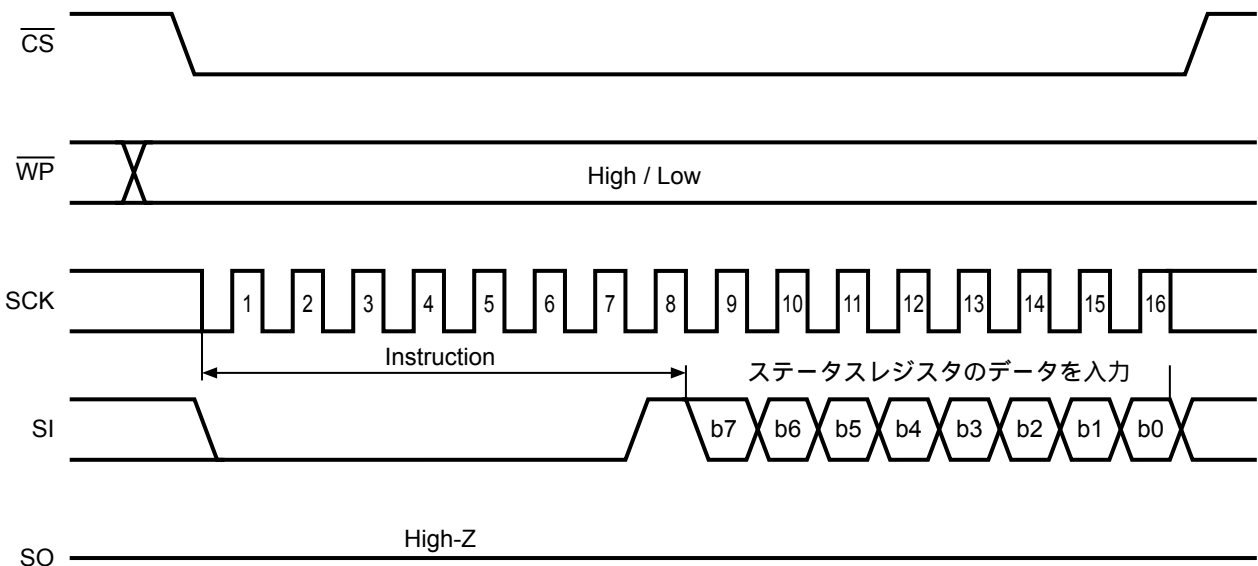 CS
WP
High / Low
SCK
1 2 3 4 5 6 7 8 9 10 11 12 13 14 15 16
Instruction
ステータスレジスタのデータを入力
SI
b7 b6 b5 b4 b3 b2 b1 b0
High-Z
SO